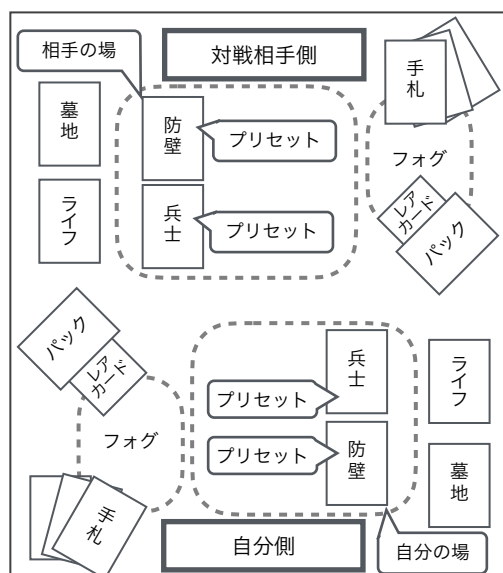 相手の場
対戦相手側
手札
墓地
防壁
プリセット
フォグ
ライフ
兵士
プリセット
レア
カード
パック
パック
レア
カード
兵士
ライフ
プリセット
フォグ
プリセット
防壁
墓地
手札
自分側
自分の場